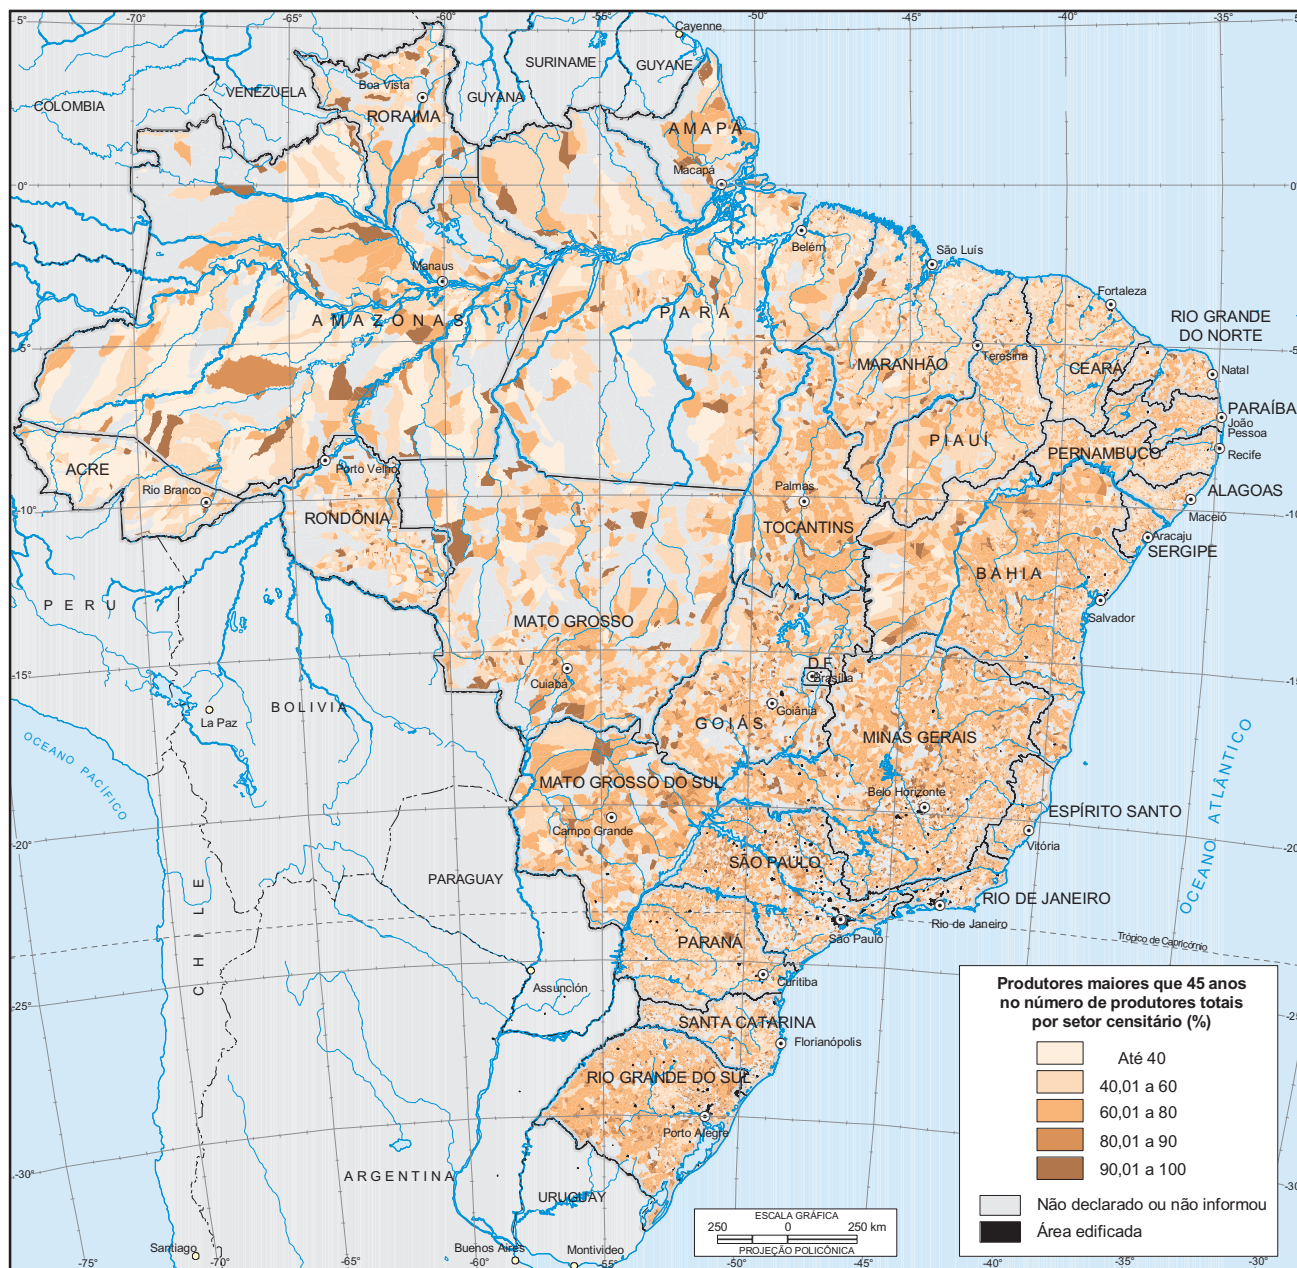 5°
-70°
-65°
-60°
-55°
-50°
-45°
-40°
-35°
5°
Cayenne
SURINAME
GUYANE
VENEZUELA
Boa Vista
GUYANA
COLOMBIA
RORAIMA
AMAPÁ
Macapá
0°
0°
Belém
São Luís
Manaus
Fortaleza
AMAZONAS
PARÁ
RIO GRANDE
DO NORTE
-5°
-5°
Teresina
MARANHÃO
CEARÁ
Natal
PARAÍBA
João
Pessoa
PIAUÍ
PERNAMBUCO
Recife
ACRE
Porto Velho
Rio Branco
Palmas
ALAGOAS
Maceió
-10°
-10°
RONDÔNIA
TOCANTINS
Aracaju
SERGIPE
BAHIA
PERU
Salvador
MATO GROSSO
D.F.
Brasília
Cuiabá
-15°
-15°
La Paz
BOLIVIA
Goiânia
GOIÁS
MINAS GERAIS
OCEANO PACÍFICO
OCEANO ATLÂNTICO
MATO GROSSO DO SUL
Belo Horizonte
ESPÍRITO SANTO
Campo Grande
Vitória
-20°
-20°
SÃO PAULO
PARAGUAY
CHILE
RIO DE JANEIRO
Rio de Janeiro
São Paulo
PARANÁ
Trópico de Capricórnio
Curitiba
Assunción
-25°
-25°
SANTA CATARINA
Florianópolis
RIO GRANDE DO SUL
Porto Alegre
ARGENTINA
-30°
-30°
URUGUAY
Santiago
Buenos Aires
Montivideo
-75°
-70°
-65°
-60°
-55°
-50°
-45°
-40°
-35°
-30°
Produtores maiores que 45 anos
no número de produtores totais
por setor censitário (%)
Até 40
40,01 a 60
60,01 a 80
80,01 a 90
90,01 a 100
Não declarado ou não informou
Área edificada
ESCALA GRÁFICA
250 0 250 km
PROJEÇÃO POLICÔNICA